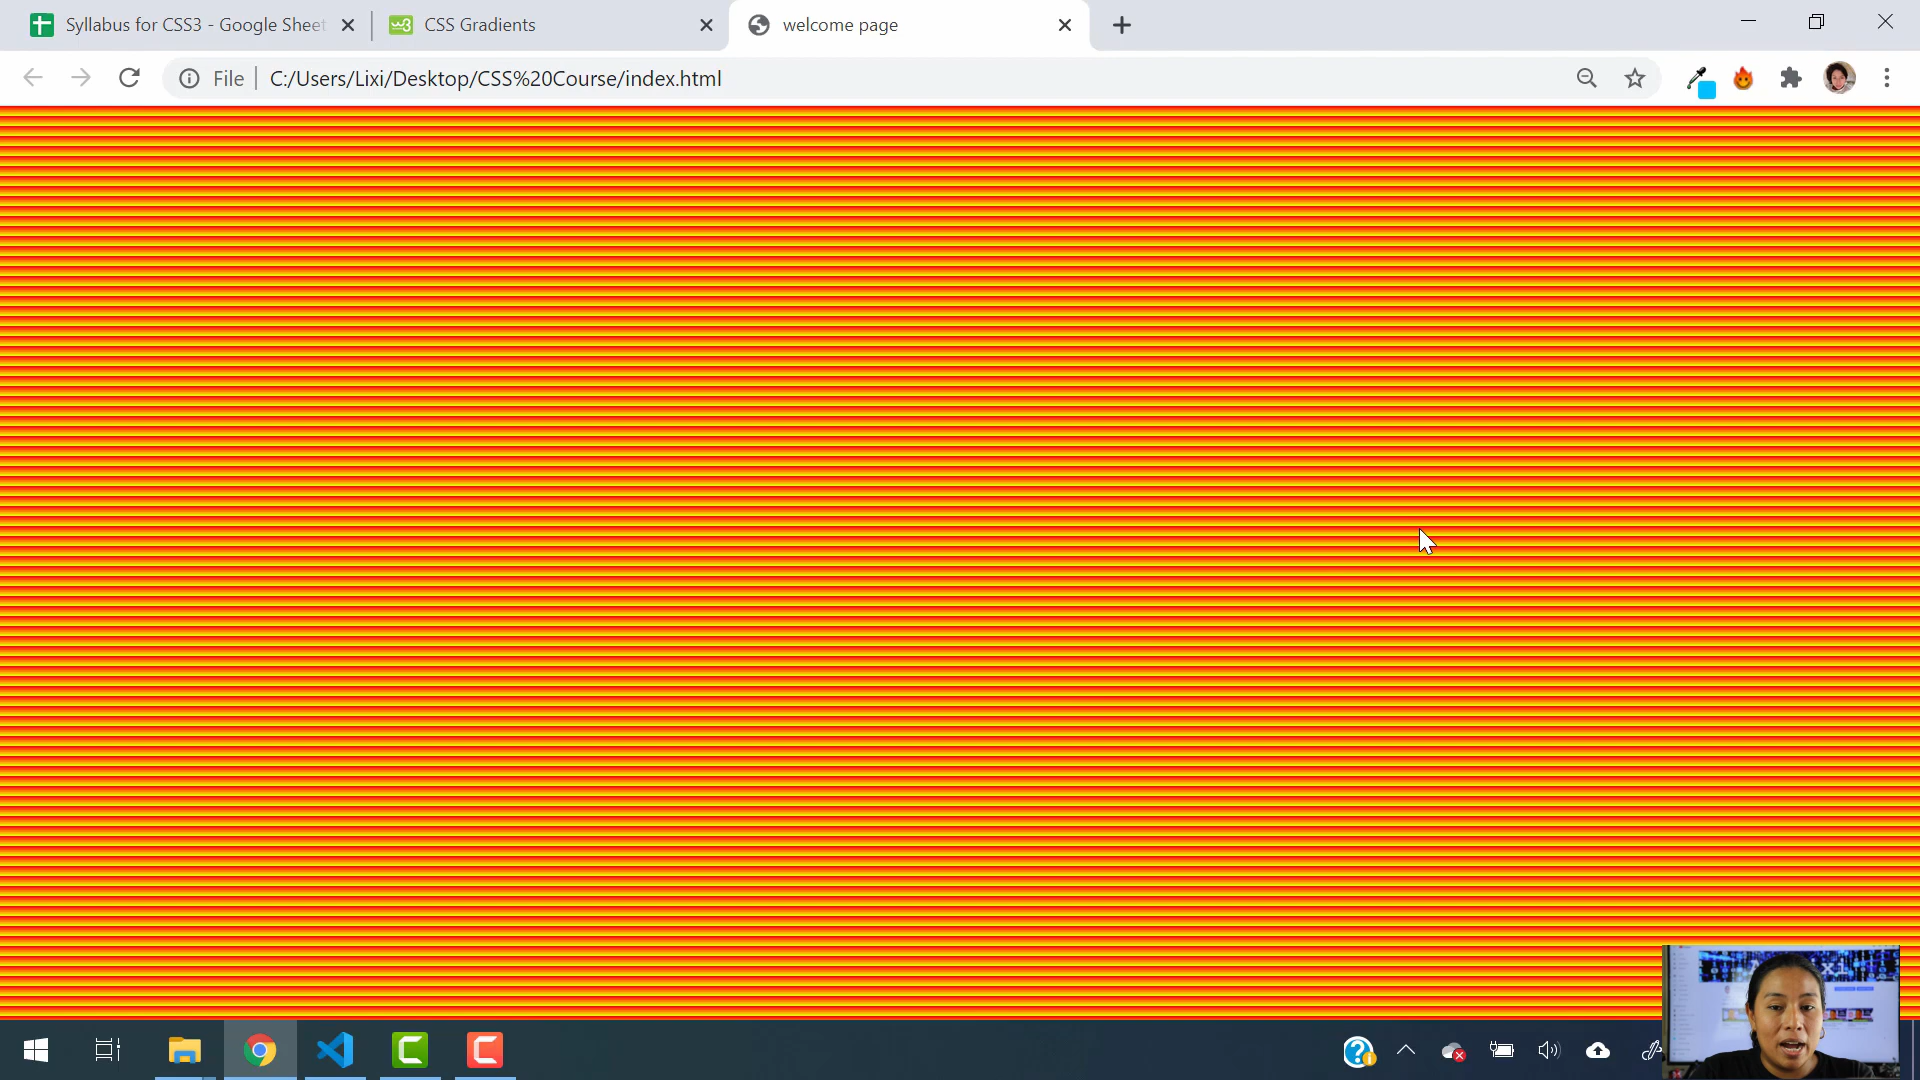 Syllabus for CSS3 - Google Sheet
CSS Gradients
welcome page
File
C:/Users/Lixi/Desktop/CSS%20Course/index.html